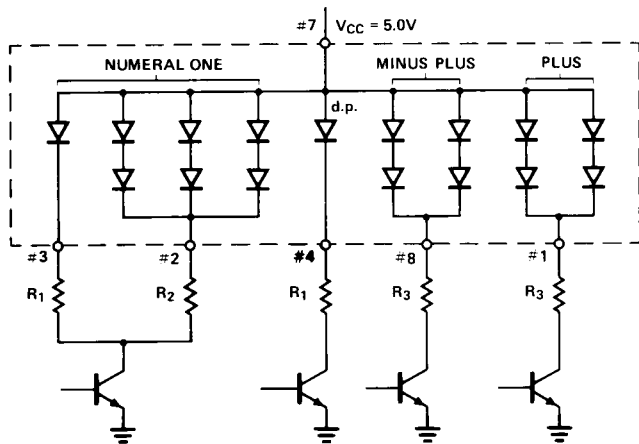 #7 VCC = 5.0V
NUMERAL ONE
MINUS PLUS
PLUS
d.p.
#3
#2
#4
#8
#1
R1
R2
R1
R3
R3